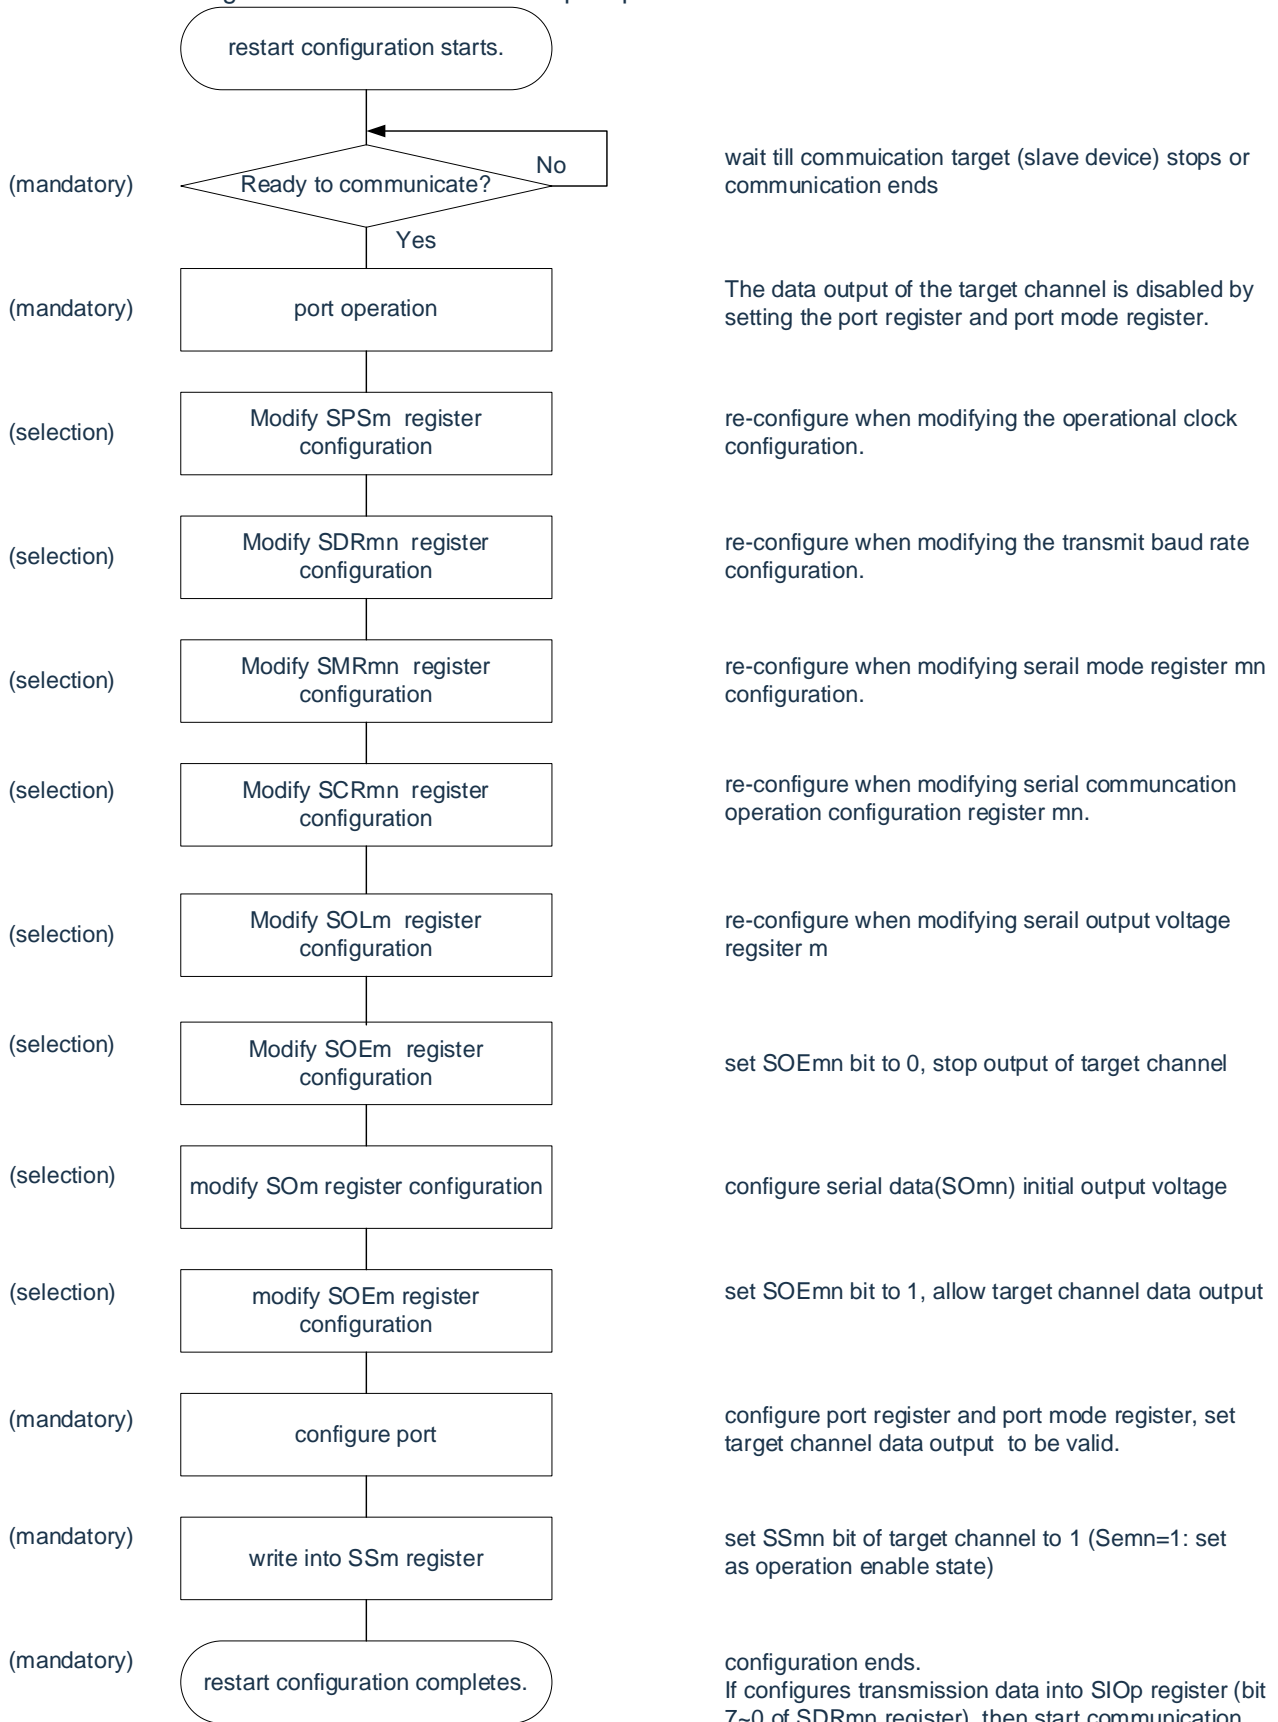 restart configuration starts.
(mandatory)
Ready to communicate?
No
Yes
wait till commuication target (slave device) stops or
communication ends
(mandatory)
port operation
The data output of the target channel is disabled by
setting the port register and port mode register.
(selection)
Modify SPSm register
configuration
re-configure when modifying the operational clock
configuration.
(selection)
Modify SDRmn register
configuration
re-configure when modifying the transmit baud rate
configuration.
(selection)
Modify SMRmn register
configuration
re-configure when modifying serail mode register mn
configuration.
(selection)
Modify SCRmn register
configuration
re-configure when modifying serial communcation
operation configuration register mn.
(selection)
Modify SOLm register
configuration
re-configure when modifying serail output voltage
regsiter m
(selection)
Modify SOEm register
configuration
set SOEmn bit to 0, stop output of target channel
(selection)
modify SOm register configuration
configure serial data(SOmn) initial output voltage
(selection)
modify SOEm register
configuration
set SOEmn bit to 1, allow target channel data output
(mandatory)
configure port
configure port register and port mode register, set
target channel data output to be valid.
(mandatory)
write into SSm register
set SSmn bit of target channel to 1 (Semn=1: set
as operation enable state)
(mandatory)
restart configuration completes.
configuration ends.
If configures transmission data into SIOp register (bit
7~0 of SDRmn register), then start communication